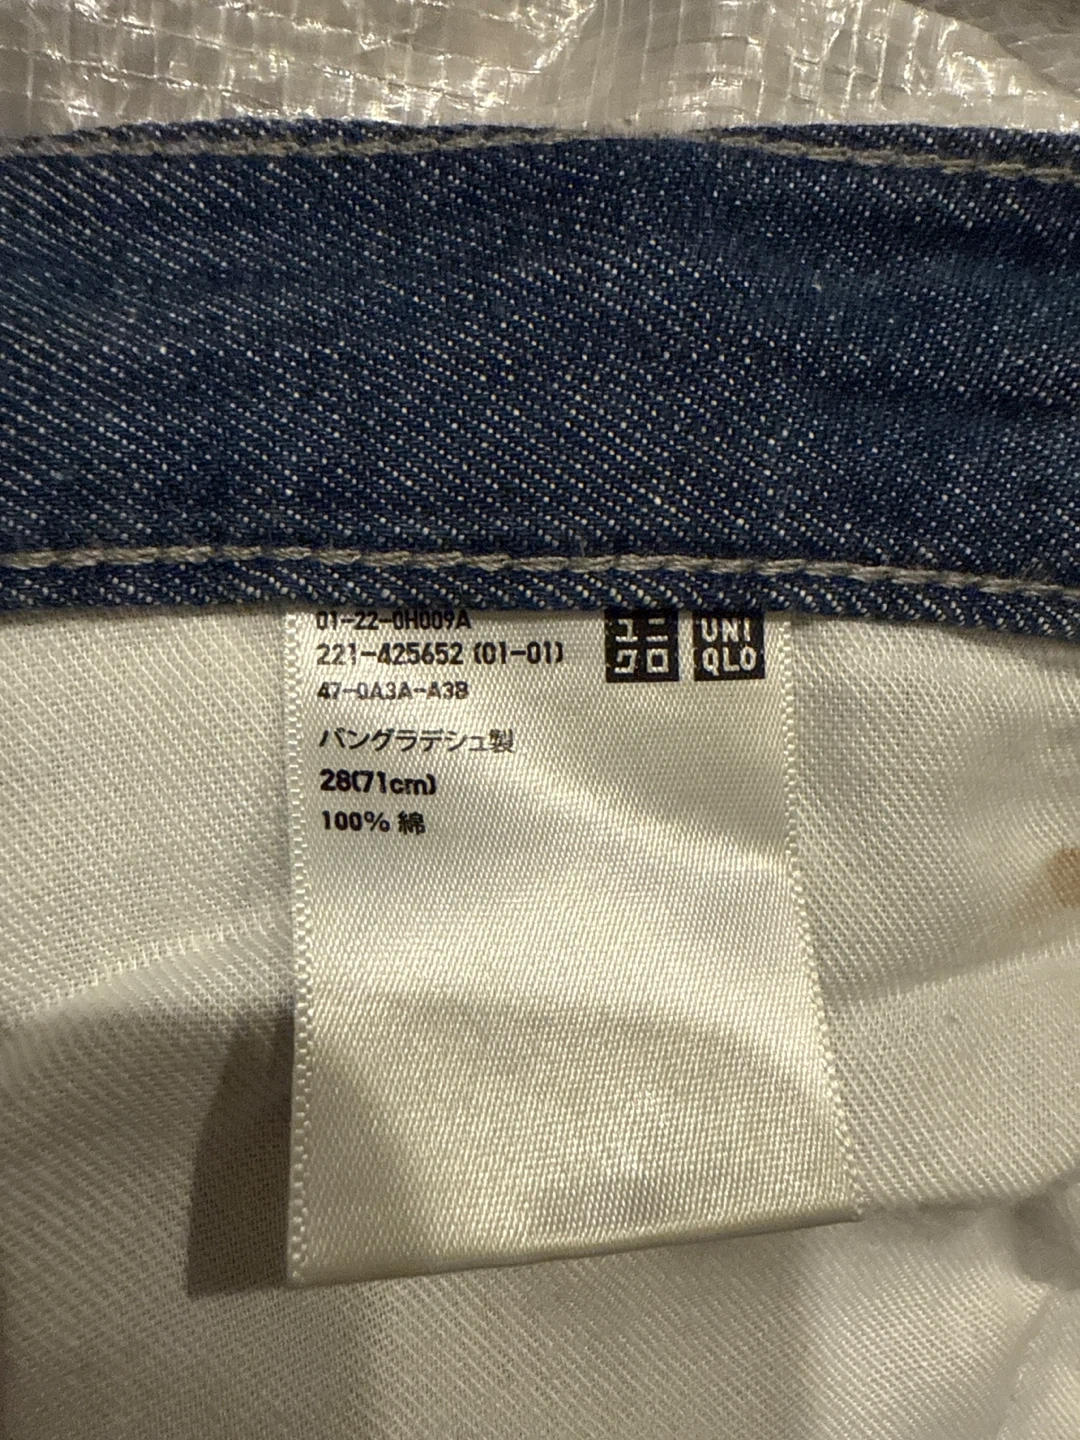 01-22-0H009A
221-425652 (01-01)
47-0A3A-A3B
バングラデシュ製
28(71cm)
100% 綿
ユニ
クロ
UNI
QLO